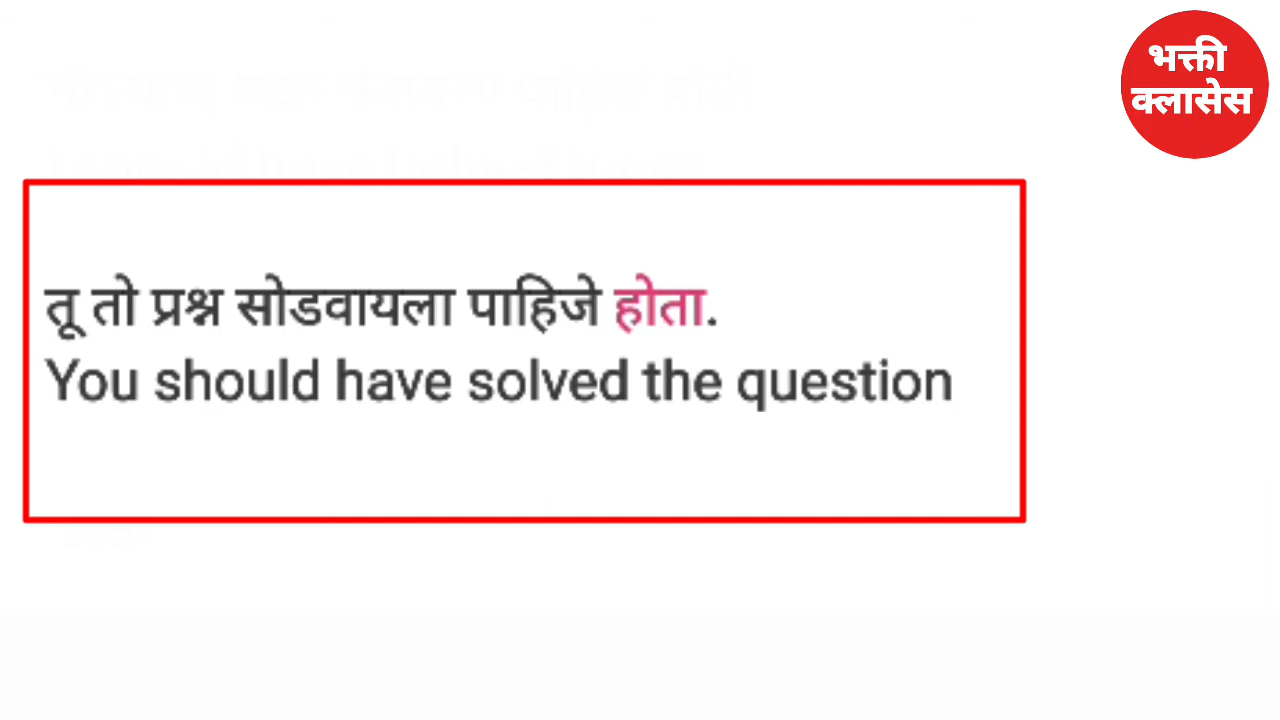 भक्ती
क्लासेस
तू तो प्रश्न सोडवायला पाहिजे होता.
You should have solved the question